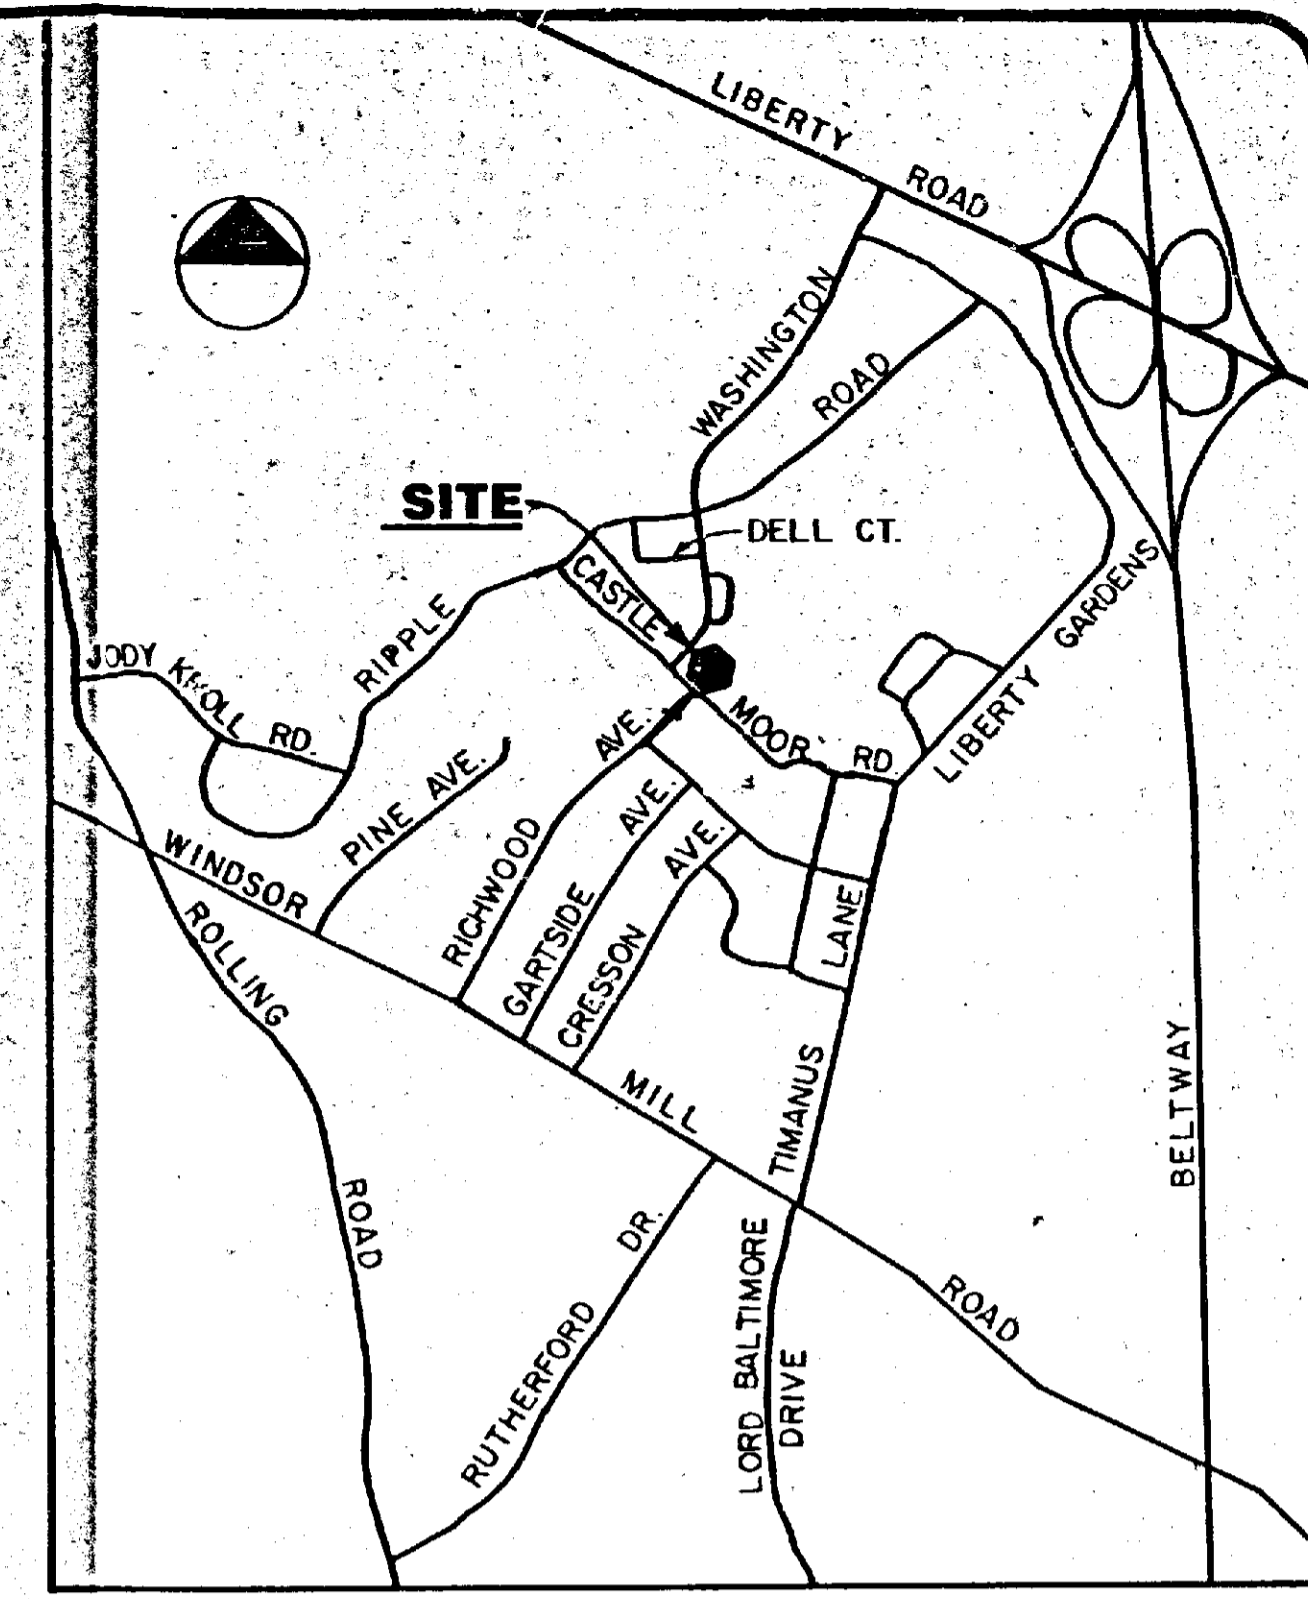 LIBERTY ROAD
WASHINGTON
ROAD
SITE
DELL CT.
CASTLE MOOR RD.
LIBERTY GARDENS
RIPPLE
JODY KNOLL RD.
PINE AVE.
RICHWOOD AVE.
GARTSIDE AVE.
CRESSON AVE.
WINDSOR MILL ROAD
ROLLING ROAD
TIMANUS LANE
BELTWAY
RUTHERFORD DR.
LORD BALTIMORE
DRIVE